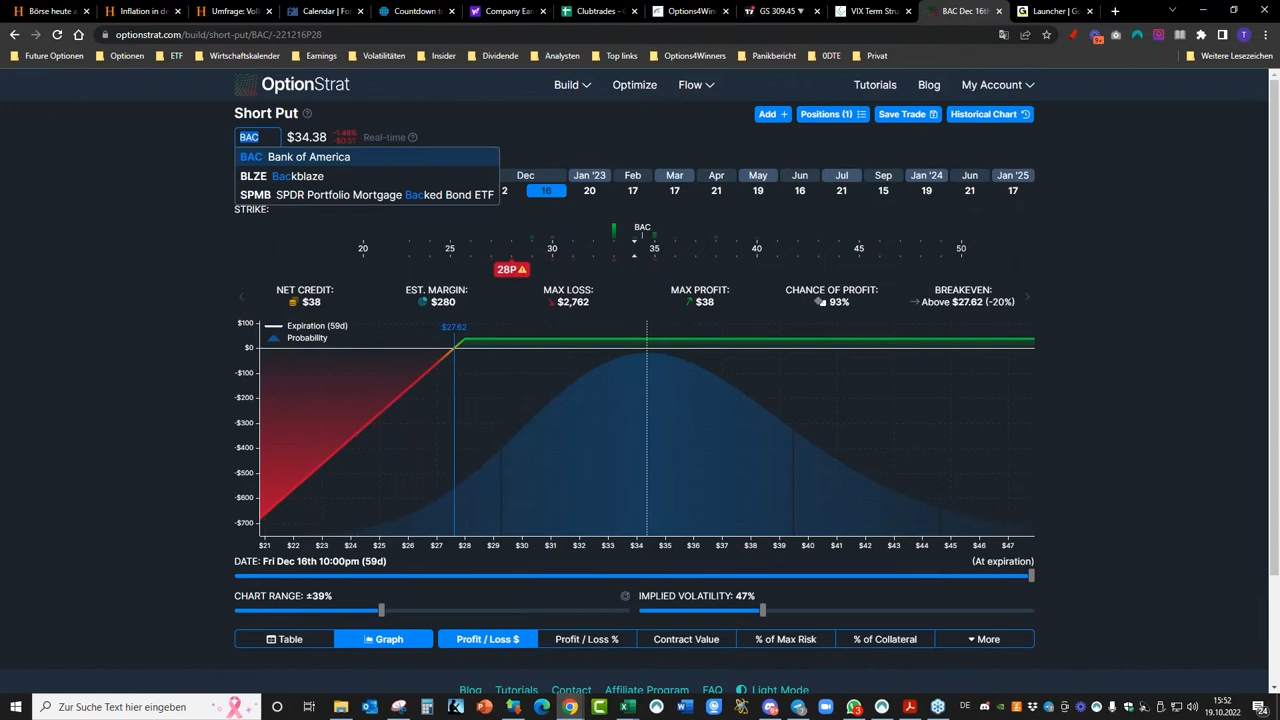 Börse heute a
Inflation in d
Umfrage: Voll
Calendar | Fo
Countdown to
Company Ear
Clubtrades - G
Options4Winn
GS 309.45 ▼
VIX Term Stru
BAC Dec 16th
Launcher | Go
optionstrat.com/build/short-put/BAC/-221216P28
Future Optionen
Optionen
ETF
Wirtschaftskalender
Earnings
Volatilitäten
Insider
Dividende
Analysten
Top links
Options4Winners
Panikbericht
0DTE
Privat
Weitere Lesezeichen
OptionStrat
Build
Optimize
Flow
Tutorials
Blog
My Account
Short Put
Add +
Positions (1)
Save Trade
Historical Chart
BAC
$34.38
-1.46%
-$0.51
Real-time
BAC Bank of America
BLZE Backblaze
SPMB SPDR Portfolio Mortgage Backed Bond ETF
Dec Jan '23 Feb Mar Apr May Jun Jul Sep Jan '24 Jun Jan '25
2 16 20 17 17 21 19 16 21 15 19 21 17
STRIKE:
BAC
20 25 30 35 40 45 50
28P
NET CREDIT:
$38
EST. MARGIN:
$280
MAX LOSS:
$2,762
MAX PROFIT:
$38
CHANCE OF PROFIT:
93%
BREAKEVEN:
Above $27.62 (-20%)
Expiration (59d)
Probability
$27.62
$100
$0
-$100
-$200
-$300
-$400
-$500
-$600
-$700
$21 $22 $23 $24 $25 $26 $27 $28 $29 $30 $31 $32 $33 $34 $35 $36 $37 $38 $39 $40 $41 $42 $43 $44 $45 $46 $47
DATE: Fri Dec 16th 10:00pm (59d)
(At expiration)
CHART RANGE: ±39%
IMPLIED VOLATILITY: 47%
Table
Graph
Profit / Loss $
Profit / Loss %
Contract Value
% of Max Risk
% of Collateral
More
Blog
Tutorials
Contact
Affiliate Program
FAQ
Light Mode
Zur Suche Text hier eingeben
DE
15:52
19.10.2022